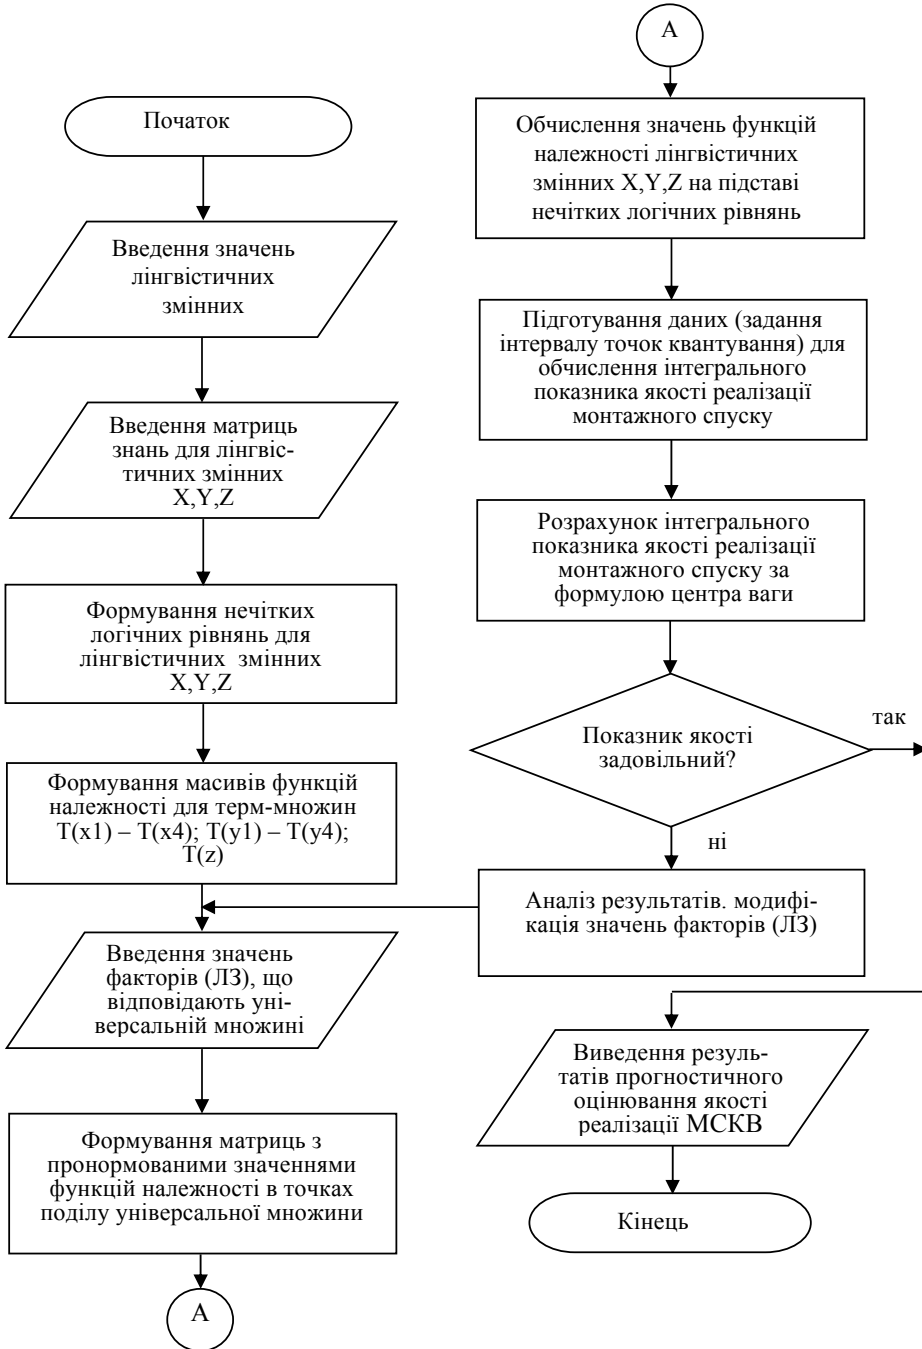 Початок
Введення значень
лінгвістичних
змінних
Введення матриць
знань для лінгвіс-
тичних змінних
X,Y,Z
Формування нечітких
логічних рівнянь для
лінгвістичних змінних
X,Y,Z
Формування масивів функцій
належності для терм-множин
T(x1) – T(x4); T(y1) – T(y4);
T(z)
Введення значень
факторів (ЛЗ), що
відповідають уні-
версальній множині
Формування матриць з
пронормованими значеннями
функцій належності в точках
поділу універсальної множини
А
А
Обчислення значень функцій
належності лінгвістичних
змінних X,Y,Z на підставі
нечітких логічних рівнянь
Підготування даних (задання
інтервалу точок квантування) для
обчислення інтегрального
показника якості реалізації
монтажного спуску
Розрахунок інтегрального
показника якості реалізації
монтажного спуску за
формулою центра ваги
Показник якості
задовільний?
так
ні
Аналіз результатів. модифі-
кація значень факторів (ЛЗ)
Виведення резуль-
татів прогностичного
оцінювання якості
реалізації МСКВ
Кінець